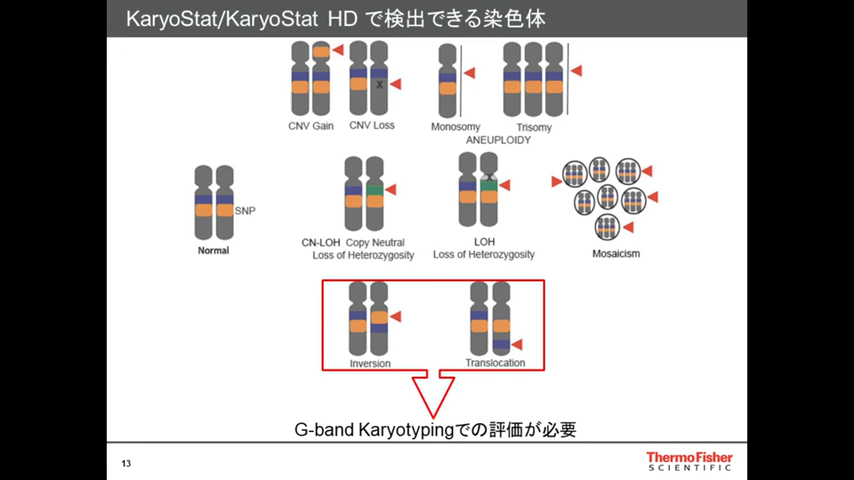 KaryoStat/KaryoStat HD で検出できる染色体
CNV Gain
CNV Loss
Monosomy
Trisomy
ANEUPLOIDY
SNP
Normal
CN-LOH Copy Neutral
Loss of Heterozygosity
LOH
Loss of Heterozygosity
Mosaicism
X
X
Inversion
Translocation
G-band Karyotypingでの評価が必要
13
ThermoFisher
SCIENTIFIC